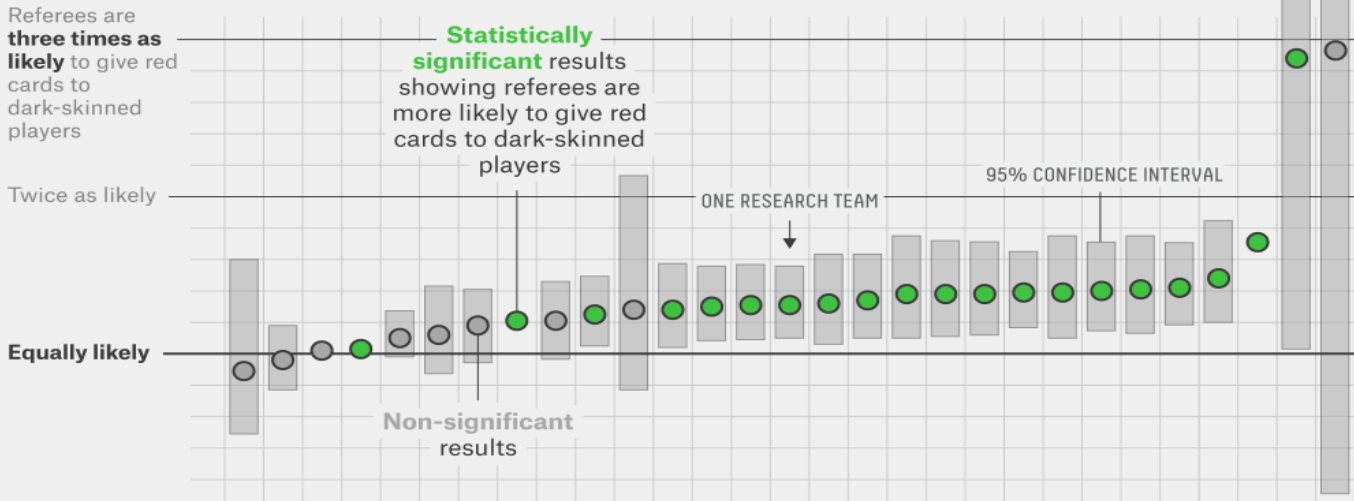 Referees are
three times as
likely to give red
cards to
dark-skinned
players
Statistically
significant results
showing referees are
more likely to give red
cards to dark-skinned
players
Twice as likely
ONE RESEARCH TEAM
95% CONFIDENCE INTERVAL
Equally likely
Non-significant
results